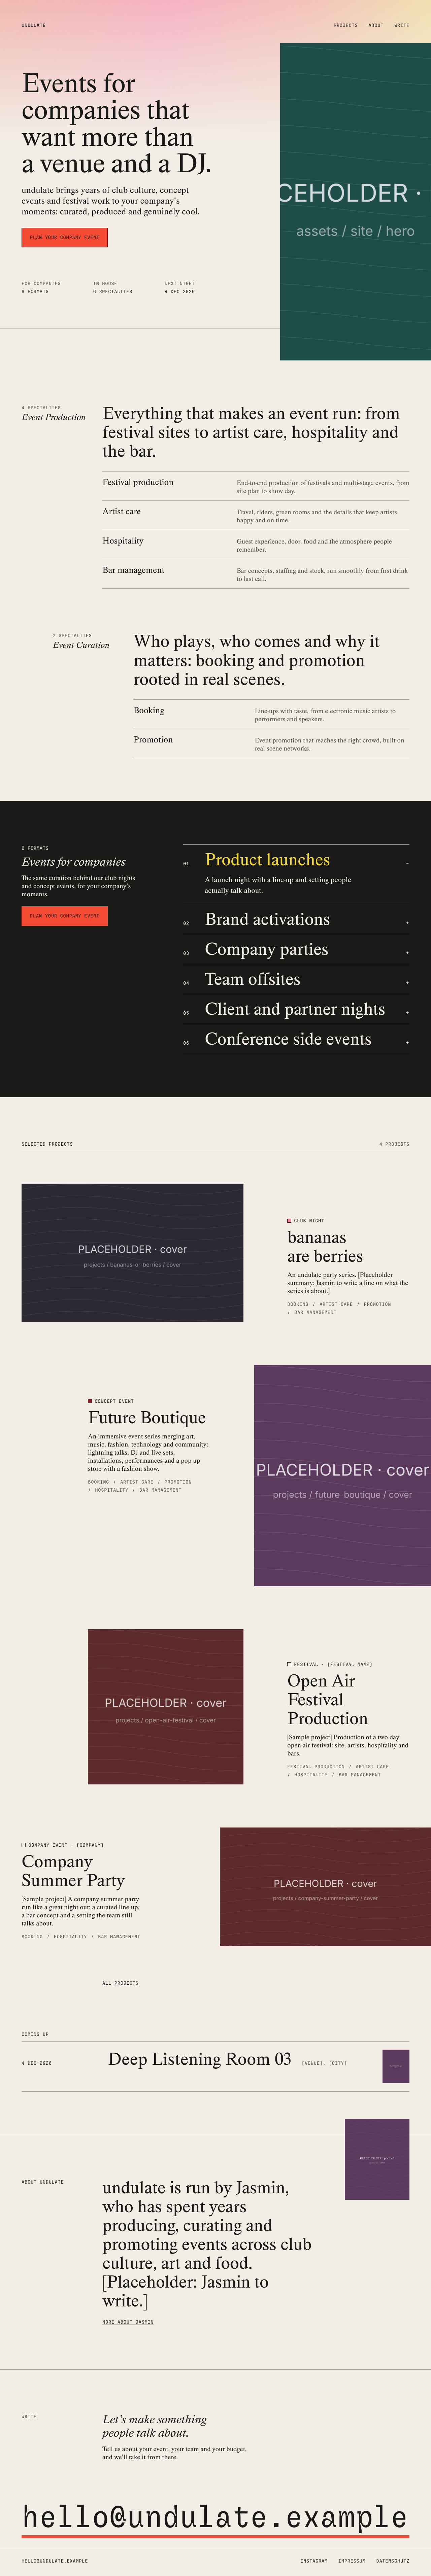 UNDULATE
PROJECTS ABOUT WRITE
Events for
companies that
want more than
a venue and a DJ.
undulate brings years of club culture, concept
events and festival work to your company's
moments: curated, produced and genuinely cool.
PLAN YOUR COMPANY EVENT
FOR COMPANIES
6 FORMATS
IN HOUSE
6 SPECIALTIES
NEXT NIGHT
4 DEC 2026
CEHOLDER ·
assets / site / hero
4 SPECIALTIES
Event Production
Everything that makes an event run: from
festival sites to artist care, hospitality and
the bar.
Festival production
End-to-end production of festivals and multi-stage events, from
site plan to show day.
Artist care
Travel, riders, green rooms and the details that keep artists
happy and on time.
Hospitality
Guest experience, door, food and the atmosphere people
remember.
Bar management
Bar concepts, staffing and stock, run smoothly from first drink
to last call.
2 SPECIALTIES
Event Curation
Who plays, who comes and why it
matters: booking and promotion
rooted in real scenes.
Booking
Line-ups with taste, from electronic music artists to
performers and speakers.
Promotion
Event promotion that reaches the right crowd, built on
real scene networks.
6 FORMATS
Events for companies
The same curation behind our club nights
and concept events, for your company's
moments.
PLAN YOUR COMPANY EVENT
01 Product launches −
A launch night with a line-up and setting people
actually talk about.
02 Brand activations +
03 Company parties +
04 Team offsites +
05 Client and partner nights +
06 Conference side events +
SELECTED PROJECTS
4 PROJECTS
PLACEHOLDER · cover
projects / bananas-or-berries / cover
CLUB NIGHT
bananas
are berries
An undulate party series. [Placeholder
summary: Jasmin to write a line on what the
series is about.]
BOOKING / ARTIST CARE / PROMOTION
/ BAR MANAGEMENT
CONCEPT EVENT
Future Boutique
An immersive event series merging art,
music, fashion, technology and community:
lightning talks, DJ and live sets,
installations, performances and a pop-up
store with a fashion show.
BOOKING / ARTIST CARE / PROMOTION
/ HOSPITALITY / BAR MANAGEMENT
PLACEHOLDER · cover
projects / future-boutique / cover
PLACEHOLDER · cover
projects / open-air-festival / cover
FESTIVAL · [FESTIVAL NAME]
Open Air
Festival
Production
[Sample project] Production of a two-day
open air festival: site, artists, hospitality and
bars.
FESTIVAL PRODUCTION / ARTIST CARE
/ HOSPITALITY / BAR MANAGEMENT
COMPANY EVENT · [COMPANY]
Company
Summer Party
[Sample project] A company summer party
run like a great night out: a curated line-up,
a bar concept and a setting the team still
talks about.
BOOKING / HOSPITALITY / BAR MANAGEMENT
PLACEHOLDER · cover
projects / company-summer-party / cover
ALL PROJECTS
COMING UP
4 DEC 2026
Deep Listening Room 03
[VENUE], [CITY]
ABOUT UNDULATE
undulate is run by Jasmin,
who has spent years
producing, curating and
promoting events across club
culture, art and food.
[Placeholder: Jasmin to
write.]
MORE ABOUT JASMIN
WRITE
Let's make something
people talk about.
Tell us about your event, your team and your budget,
and we'll take it from there.
hello@undulate.example
HELLO@UNDULATE.EXAMPLE
INSTAGRAM IMPRESSUM DATENSCHUTZ